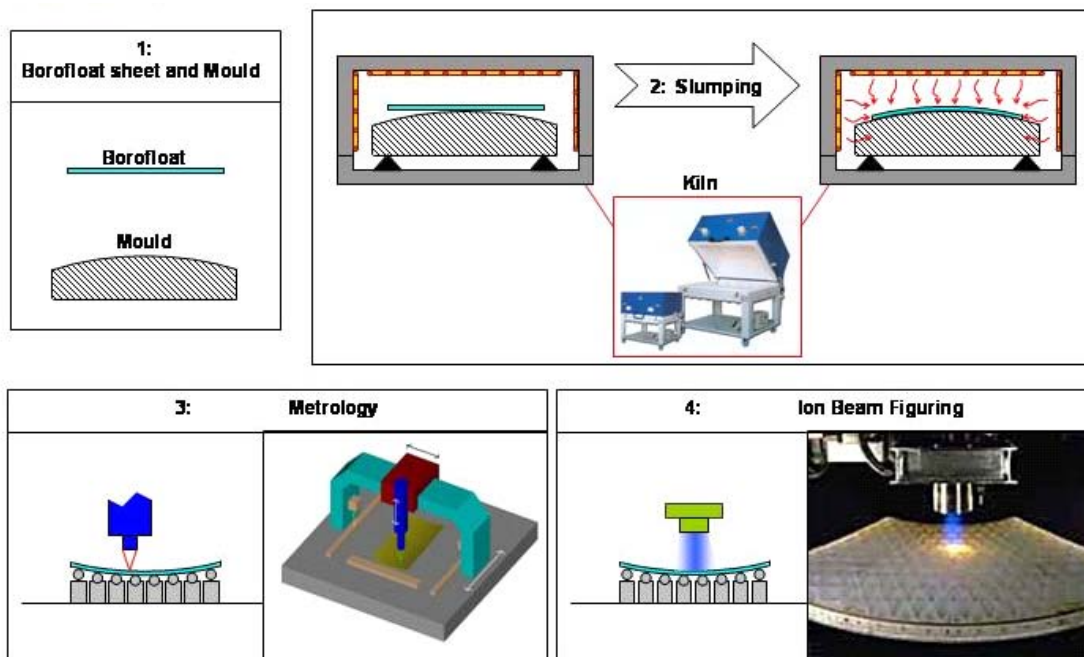 1:
Borofloat sheet and Mould
Borofloat
Mould
2: Slumping
Kiln
3: Metrology
4: Ion Beam Figuring